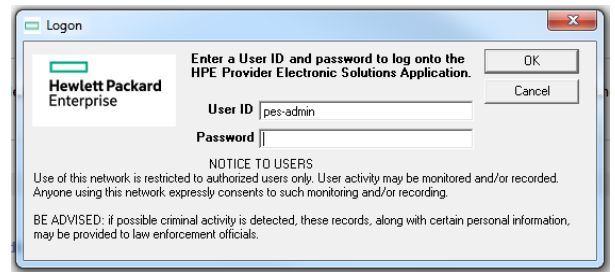 Logon
Enter a User ID and password to log onto the
HPE Provider Electronic Solutions Application.
OK
Cancel
Hewlett Packard
Enterprise
User ID pes-admin
Password
NOTICE TO USERS
Use of this network is restricted to authorized users only. User activity may be monitored and/or recorded.
Anyone using this network expressly consents to such monitoring and/or recording.
BE ADVISED: if possible criminal activity is detected, these records, along with certain personal information,
may be provided to law enforcement officials.